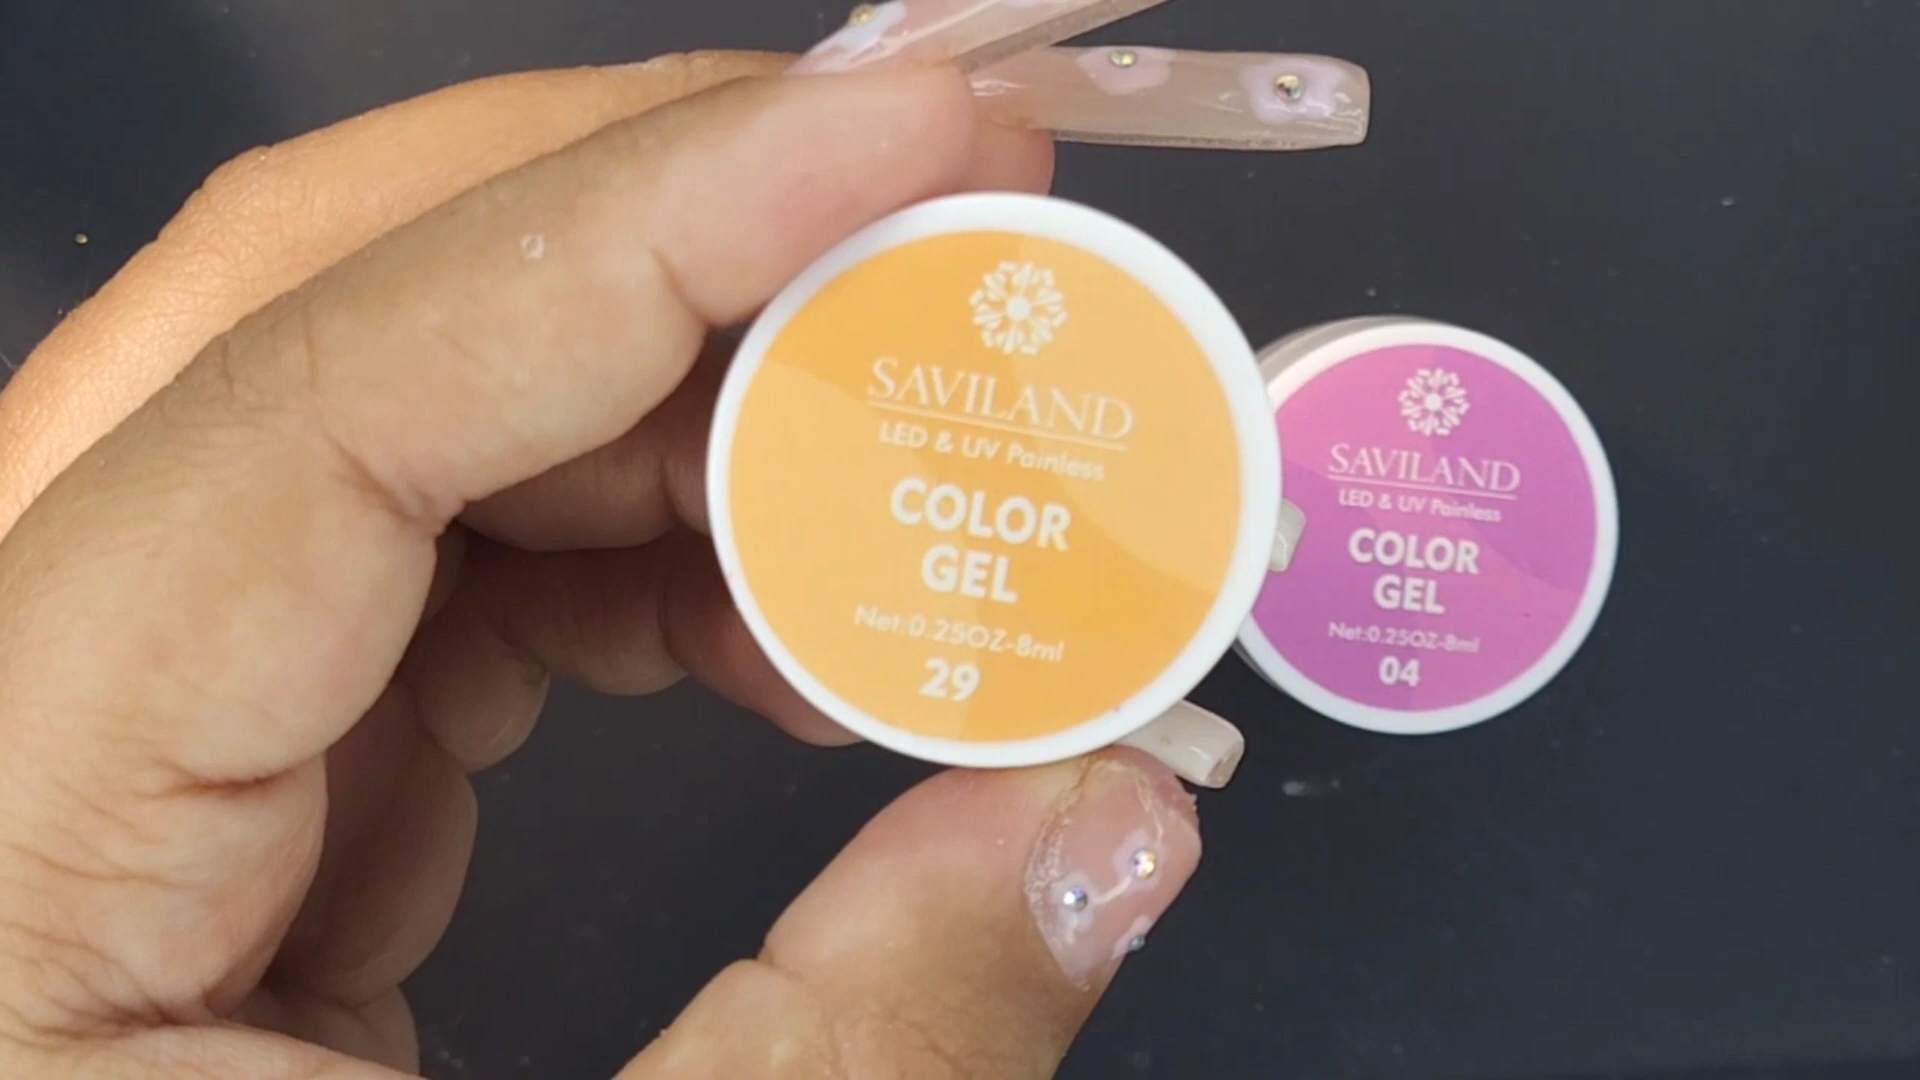 SAVILAND
LED & UV Painless
COLOR
GEL
Net:0.25OZ-8ml
29
SAVILAND
LED & UV Painless
COLOR
GEL
Net:0.25OZ-8ml
04